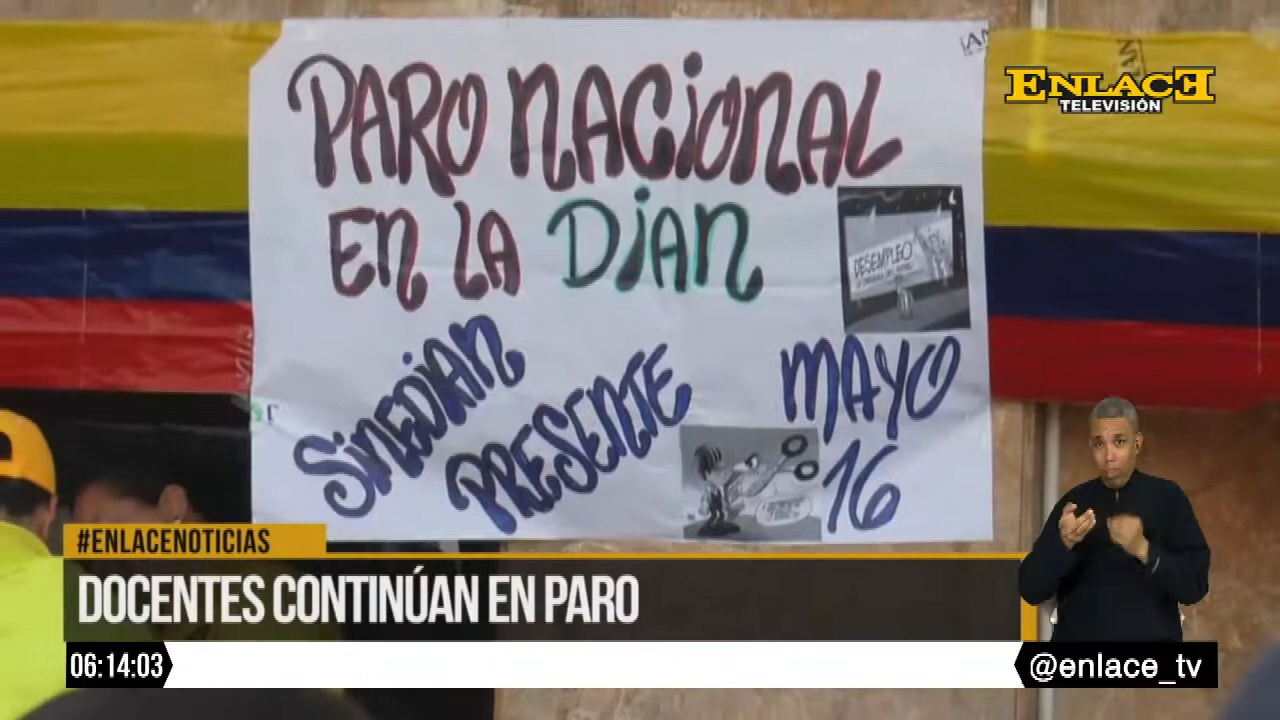 PARO NACIONAL
EN LA DIAN
SINEDIAN
PRESENTE
MAYO
16
DESEMPLEO
ENLACE
TELEVISIÓN
#ENLACENOTICIAS
DOCENTES CONTINÚAN EN PARO
06:14:03
@enlace_tv